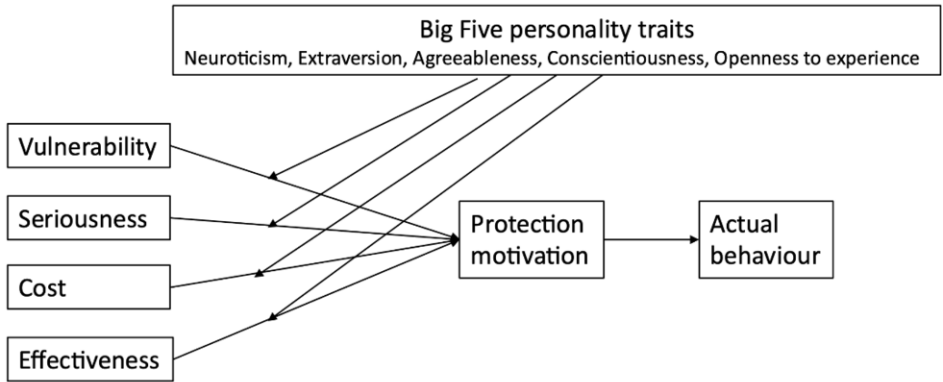 Big Five personality traits
Neuroticism, Extraversion, Agreeableness, Conscientiousness, Openness to experience
Vulnerability
Seriousness
Cost
Effectiveness
Protection
motivation
Actual
behaviour